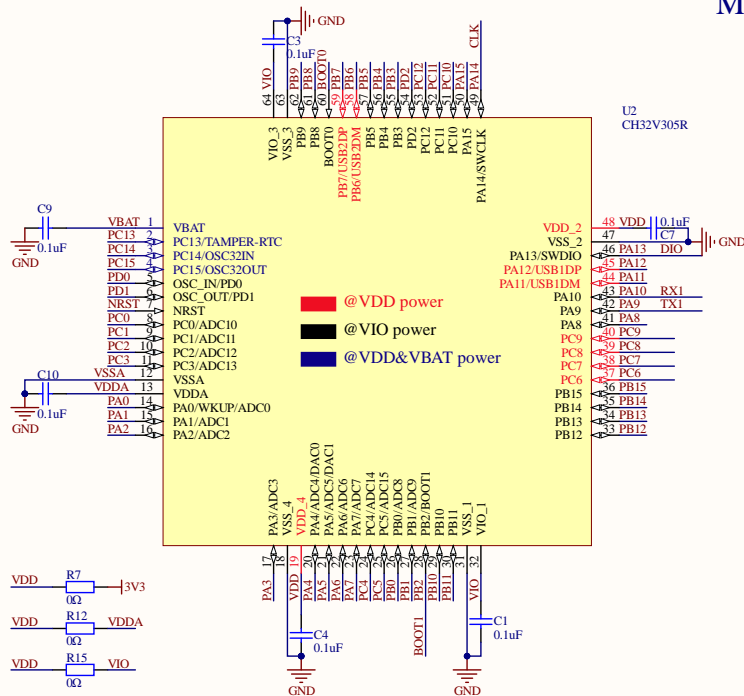 M
U2
CH32V305R
GND
C3
0.1uF
CLK
VIO
PB9
PB8
BOOT0
PB7
PB6
PB5
PB4
PB3
PD2
PC12
PC11
PC10
PA15
PA14
64
63
62
61
60
59
58
57
56
55
54
53
52
51
50
49
VIO_3
VSS_3
PB9
PB8
BOOT0
PB7/USB2DP
PB6/USB2DM
PB5
PB4
PB3
PD2
PC12
PC11
PC10
PA15
PA14/SWCLK
C9
0.1uF
GND
VBAT 1 VBAT
PC13 2 PC13/TAMPER-RTC
PC14 3 PC14/OSC32IN
PC15 4 PC15/OSC32OUT
PD0 5 OSC_IN/PD0
PD1 6 OSC_OUT/PD1
NRST 7 NRST
PC0 8 PC0/ADC10
PC1 9 PC1/ADC11
PC2 10 PC2/ADC12
PC3 11 PC3/ADC13
VSSA 12 VSSA
VDDA 13 VDDA
PA0 14 PA0/WKUP/ADC0
PA1 15 PA1/ADC1
PA2 16 PA2/ADC2
C10
0.1uF
GND
@VDD power
@VIO power
@VDD&VBAT power
VDD_2 48 VDD
VSS_2 47
PA13/SWDIO 46 PA13 DIO
PA12/USB1DP 45 PA12
PA11/USB1DM 44 PA11
PA10 43 PA10 RX1
PA9 42 PA9 TX1
PA8 41 PA8
PC9 40 PC9
PC8 39 PC8
PC7 38 PC7
PC6 37 PC6
PB15 36 PB15
PB14 35 PB14
PB13 34 PB13
PB12 33 PB12
0.1uF
C7
GND
PA3/ADC3
VSS_4
VDD_4
PA4/ADC4/DAC0
PA5/ADC5/DAC1
PA6/ADC6
PA7/ADC7
PC4/ADC14
PC5/ADC15
PB0/ADC8
PB1/ADC9
PB2/BOOT1
PB10
PB11
VSS_1
VIO_1
17
18
19
20
21
22
23
24
25
26
27
28
29
30
31
32
PA3
VDD
PA4
PA5
PA6
PA7
PC4
PC5
PB0
PB1
PB2
PB10
PB11
VIO
BOOT1
C4
0.1uF
GND
C1
0.1uF
GND
VDD R7 3V3
0Ω
VDD R12 VDDA
0Ω
VDD R15 VIO
0Ω